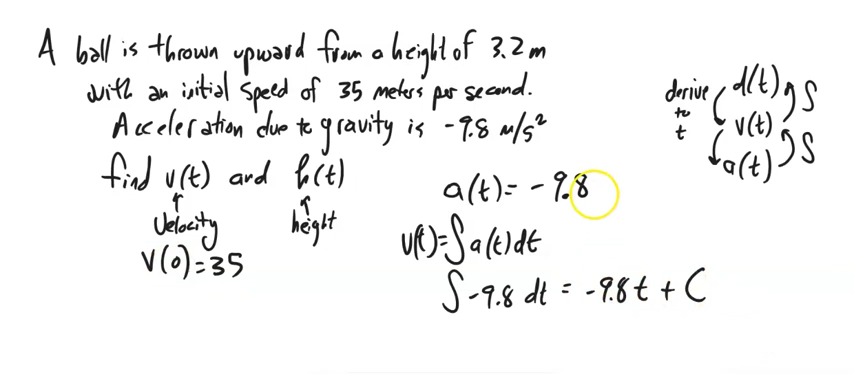 A ball is thrown upward from a height of 3.2 m
with an initial speed of 35 meters per second.
Acceleration due to gravity is -9.8 m/s²
find v(t) and h(t)
↑ ↑
Velocity height
V(0)=35
a(t) = -9.8
v(t)=∫a(t)dt
∫-9.8 dt = -9.8t + C
derive
to
t
d(t)
v(t)
a(t)
∫
∫